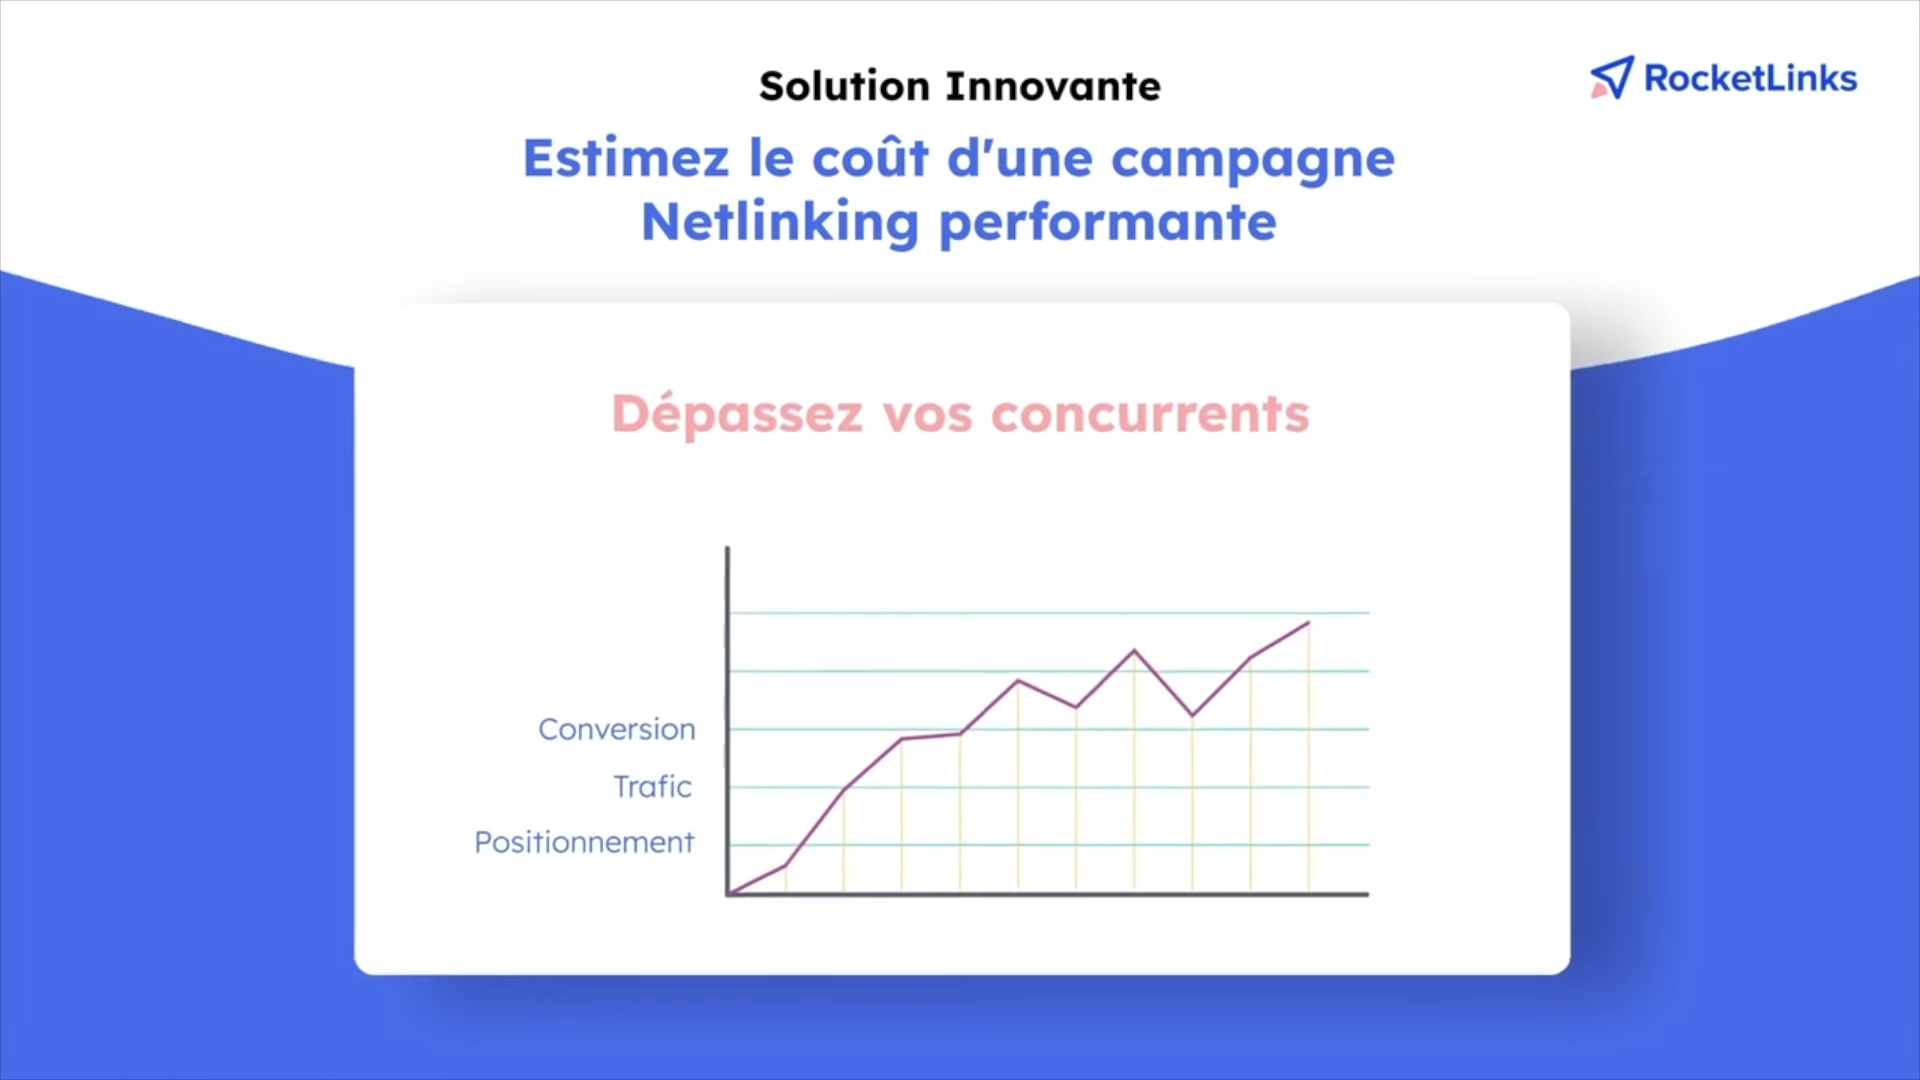 Solution Innovante
RocketLinks
Estimez le coût d'une campagne
Netlinking performante
Dépassez vos concurrents
Conversion
Trafic
Positionnement